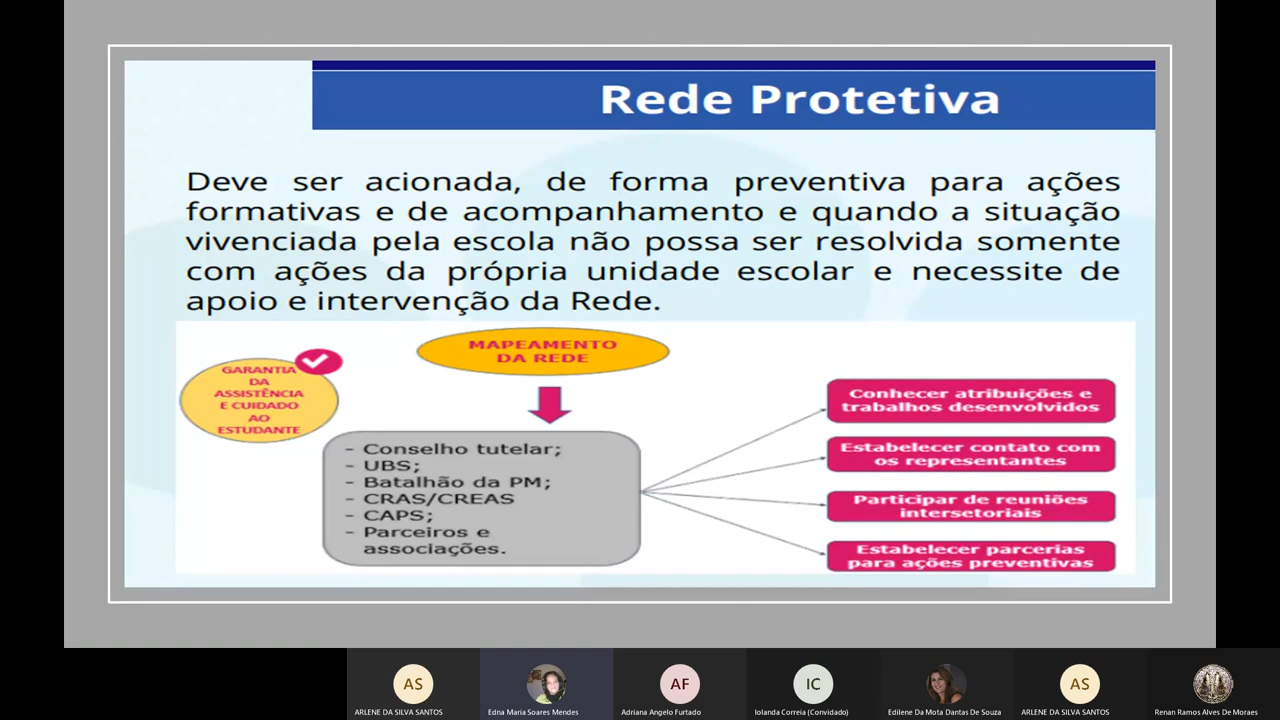 Rede Protetiva
Deve ser acionada, de forma preventiva para ações
formativas e de acompanhamento e quando a situação
vivenciada pela escola não possa ser resolvida somente
com ações da própria unidade escolar e necessite de
apoio e intervenção da Rede.
MAPEAMENTO
DA REDE
GARANTIA
DA
ASSISTÊNCIA
E CUIDADO
AO
ESTUDANTE
- Conselho tutelar;
- UBS;
- Batalhão da PM;
- CRAS/CREAS
- CAPS;
- Parceiros e
associações.
Conhecer atribuições e
trabalhos desenvolvidos
Estabelecer contato com
os representantes
Participar de reuniões
intersetoriais
Estabelecer parcerias
para ações preventivas
AS
ARLENE DA SILVA SANTOS
Edna Maria Soares Mendes
AF
Adriana Angelo Furtado
IC
Iolanda Correia (Convidado)
Edilene Da Mota Dantas De Souza
AS
ARLENE DA SILVA SANTOS
Renan Ramos Alves De Moraes